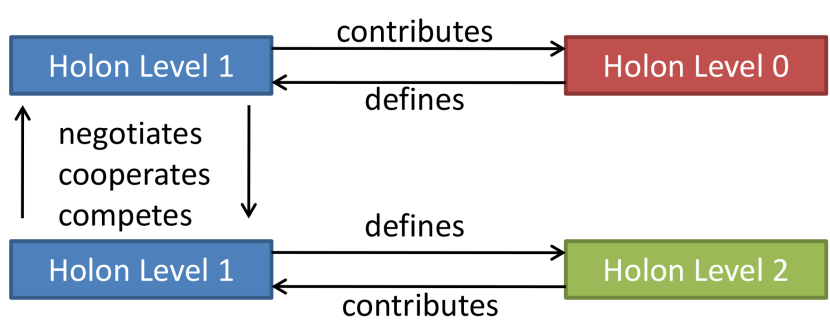 contributes
Holon Level 1
Holon Level 0
defines
negotiates
cooperates
competes
defines
Holon Level 1
Holon Level 2
contributes